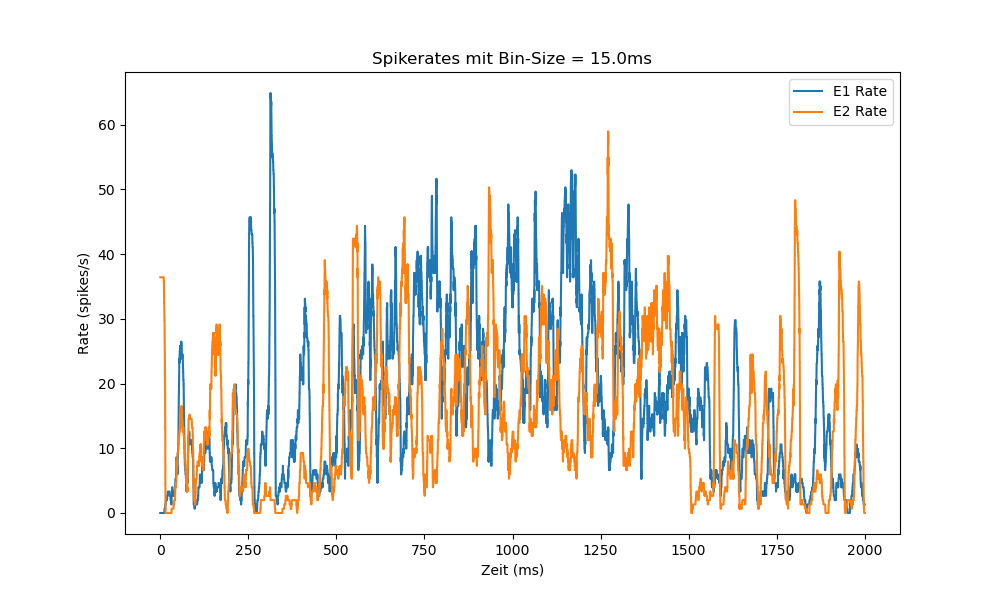 Spikerates mit Bin-Size = 15.0ms
E1 Rate
E2 Rate
Rate (spikes/s)
60
50
40
30
20
10
0
0 250 500 750 1000 1250 1500 1750 2000
Zeit (ms)